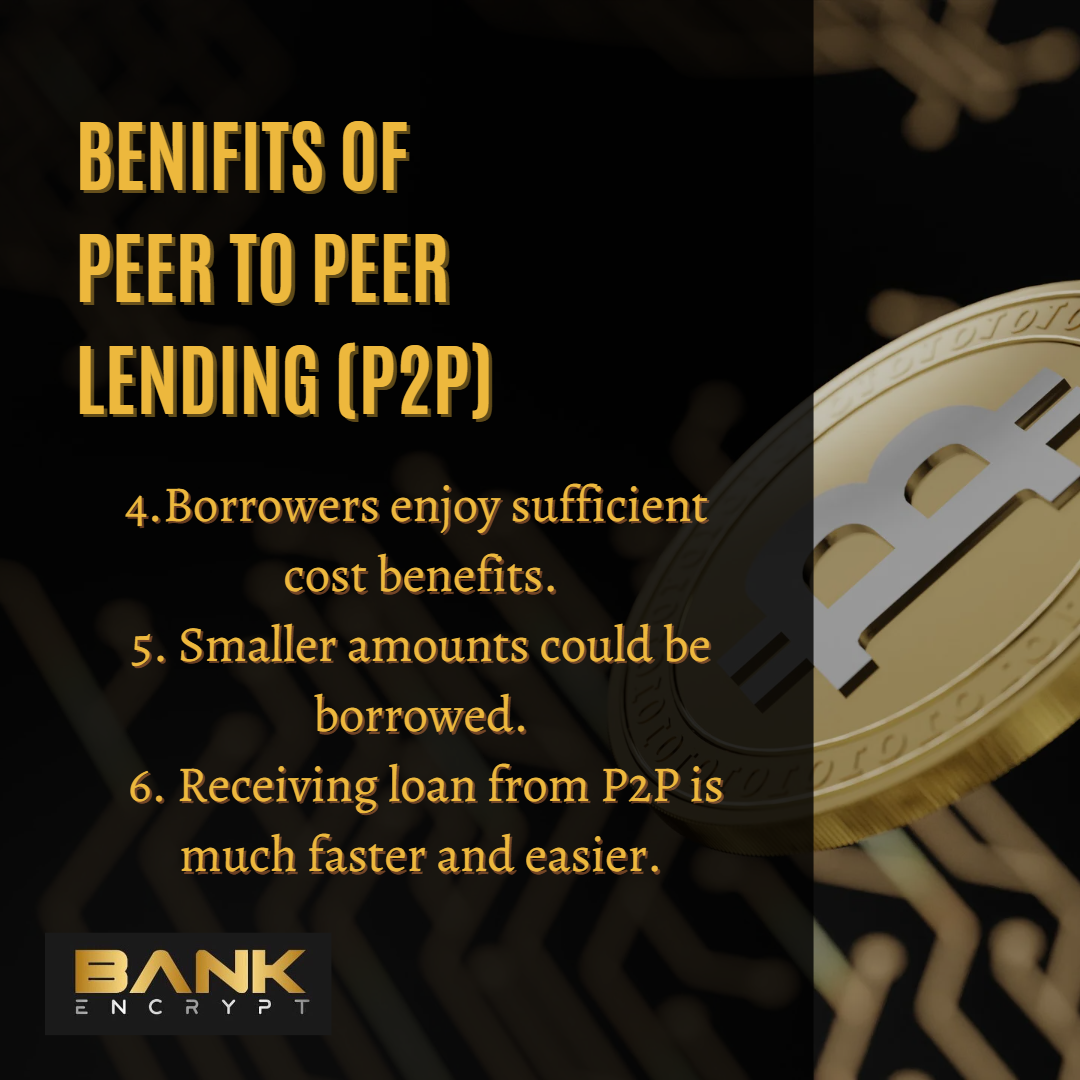 BENIFITS OF
PEER TO PEER
LENDING (P2P)
4.Borrowers enjoy sufficient
cost benefits.
5. Smaller amounts could be
borrowed.
6. Receiving loan from P2P is
much faster and easier.
BANK
ENCRYPT